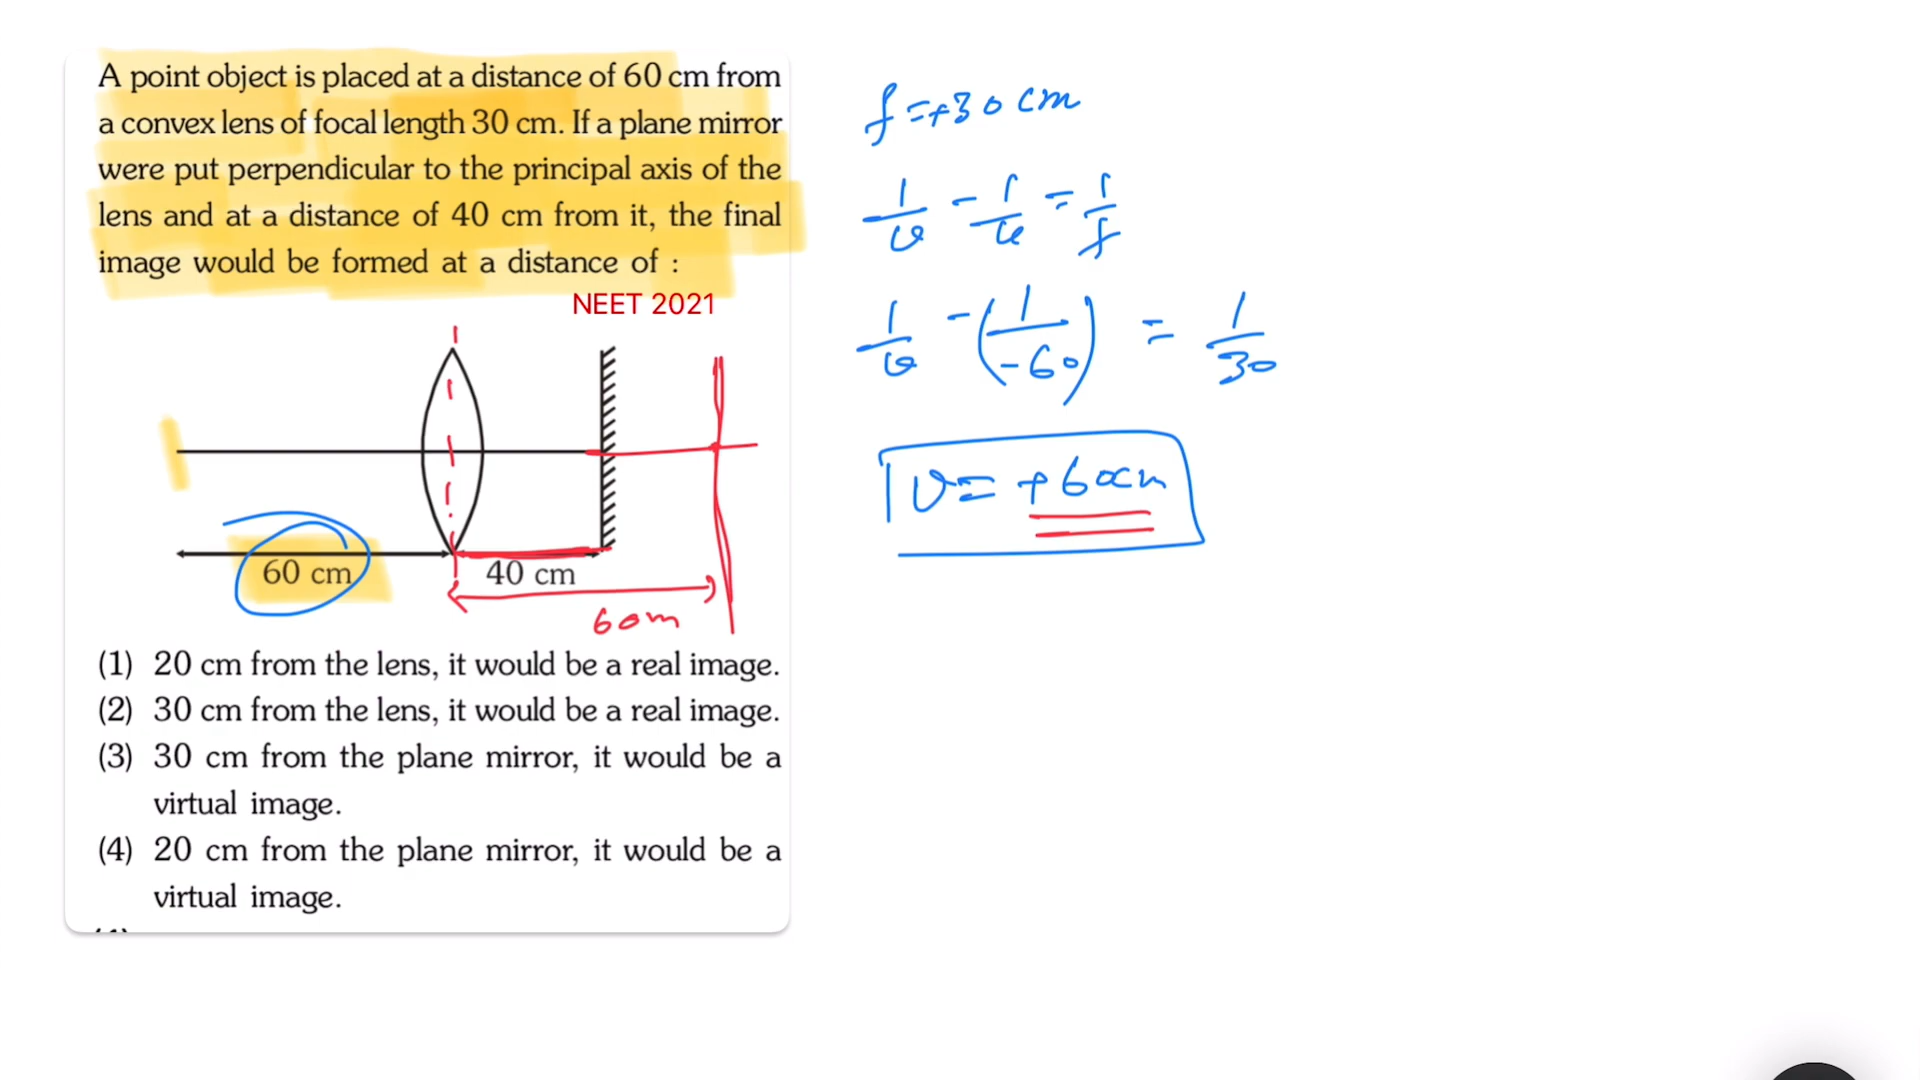 A point object is placed at a distance of 60 cm from
a convex lens of focal length 30 cm. If a plane mirror
were put perpendicular to the principal axis of the
lens and at a distance of 40 cm from it, the final
image would be formed at a distance of :
NEET 2021
60 cm
40 cm
60m
(1) 20 cm from the lens, it would be a real image.
(2) 30 cm from the lens, it would be a real image.
(3) 30 cm from the plane mirror, it would be a
virtual image.
(4) 20 cm from the plane mirror, it would be a
virtual image.
f=+30 cm
1/v - 1/u = 1/f
1/v - (1/-60) = 1/30
v = +60cm